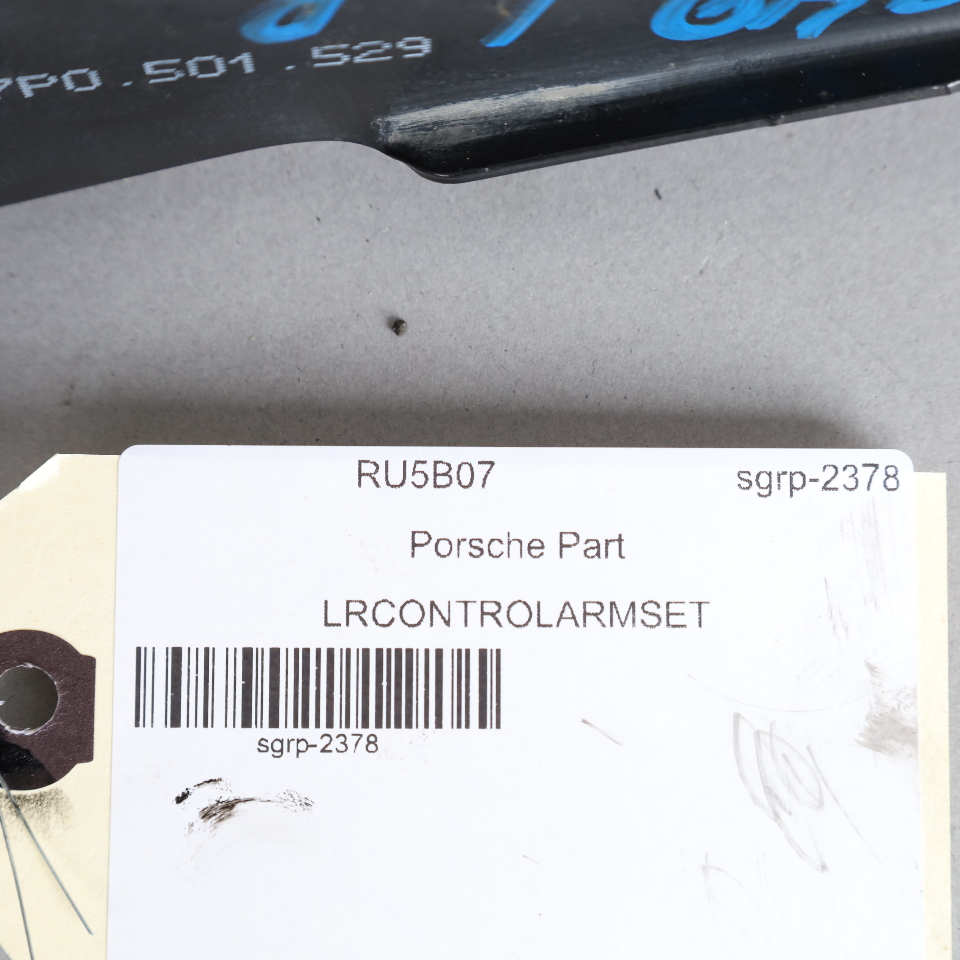 7P0.501.529
RU5B07 sgrp-2378
Porsche Part
LRCONTROLARMSET
sgrp-2378